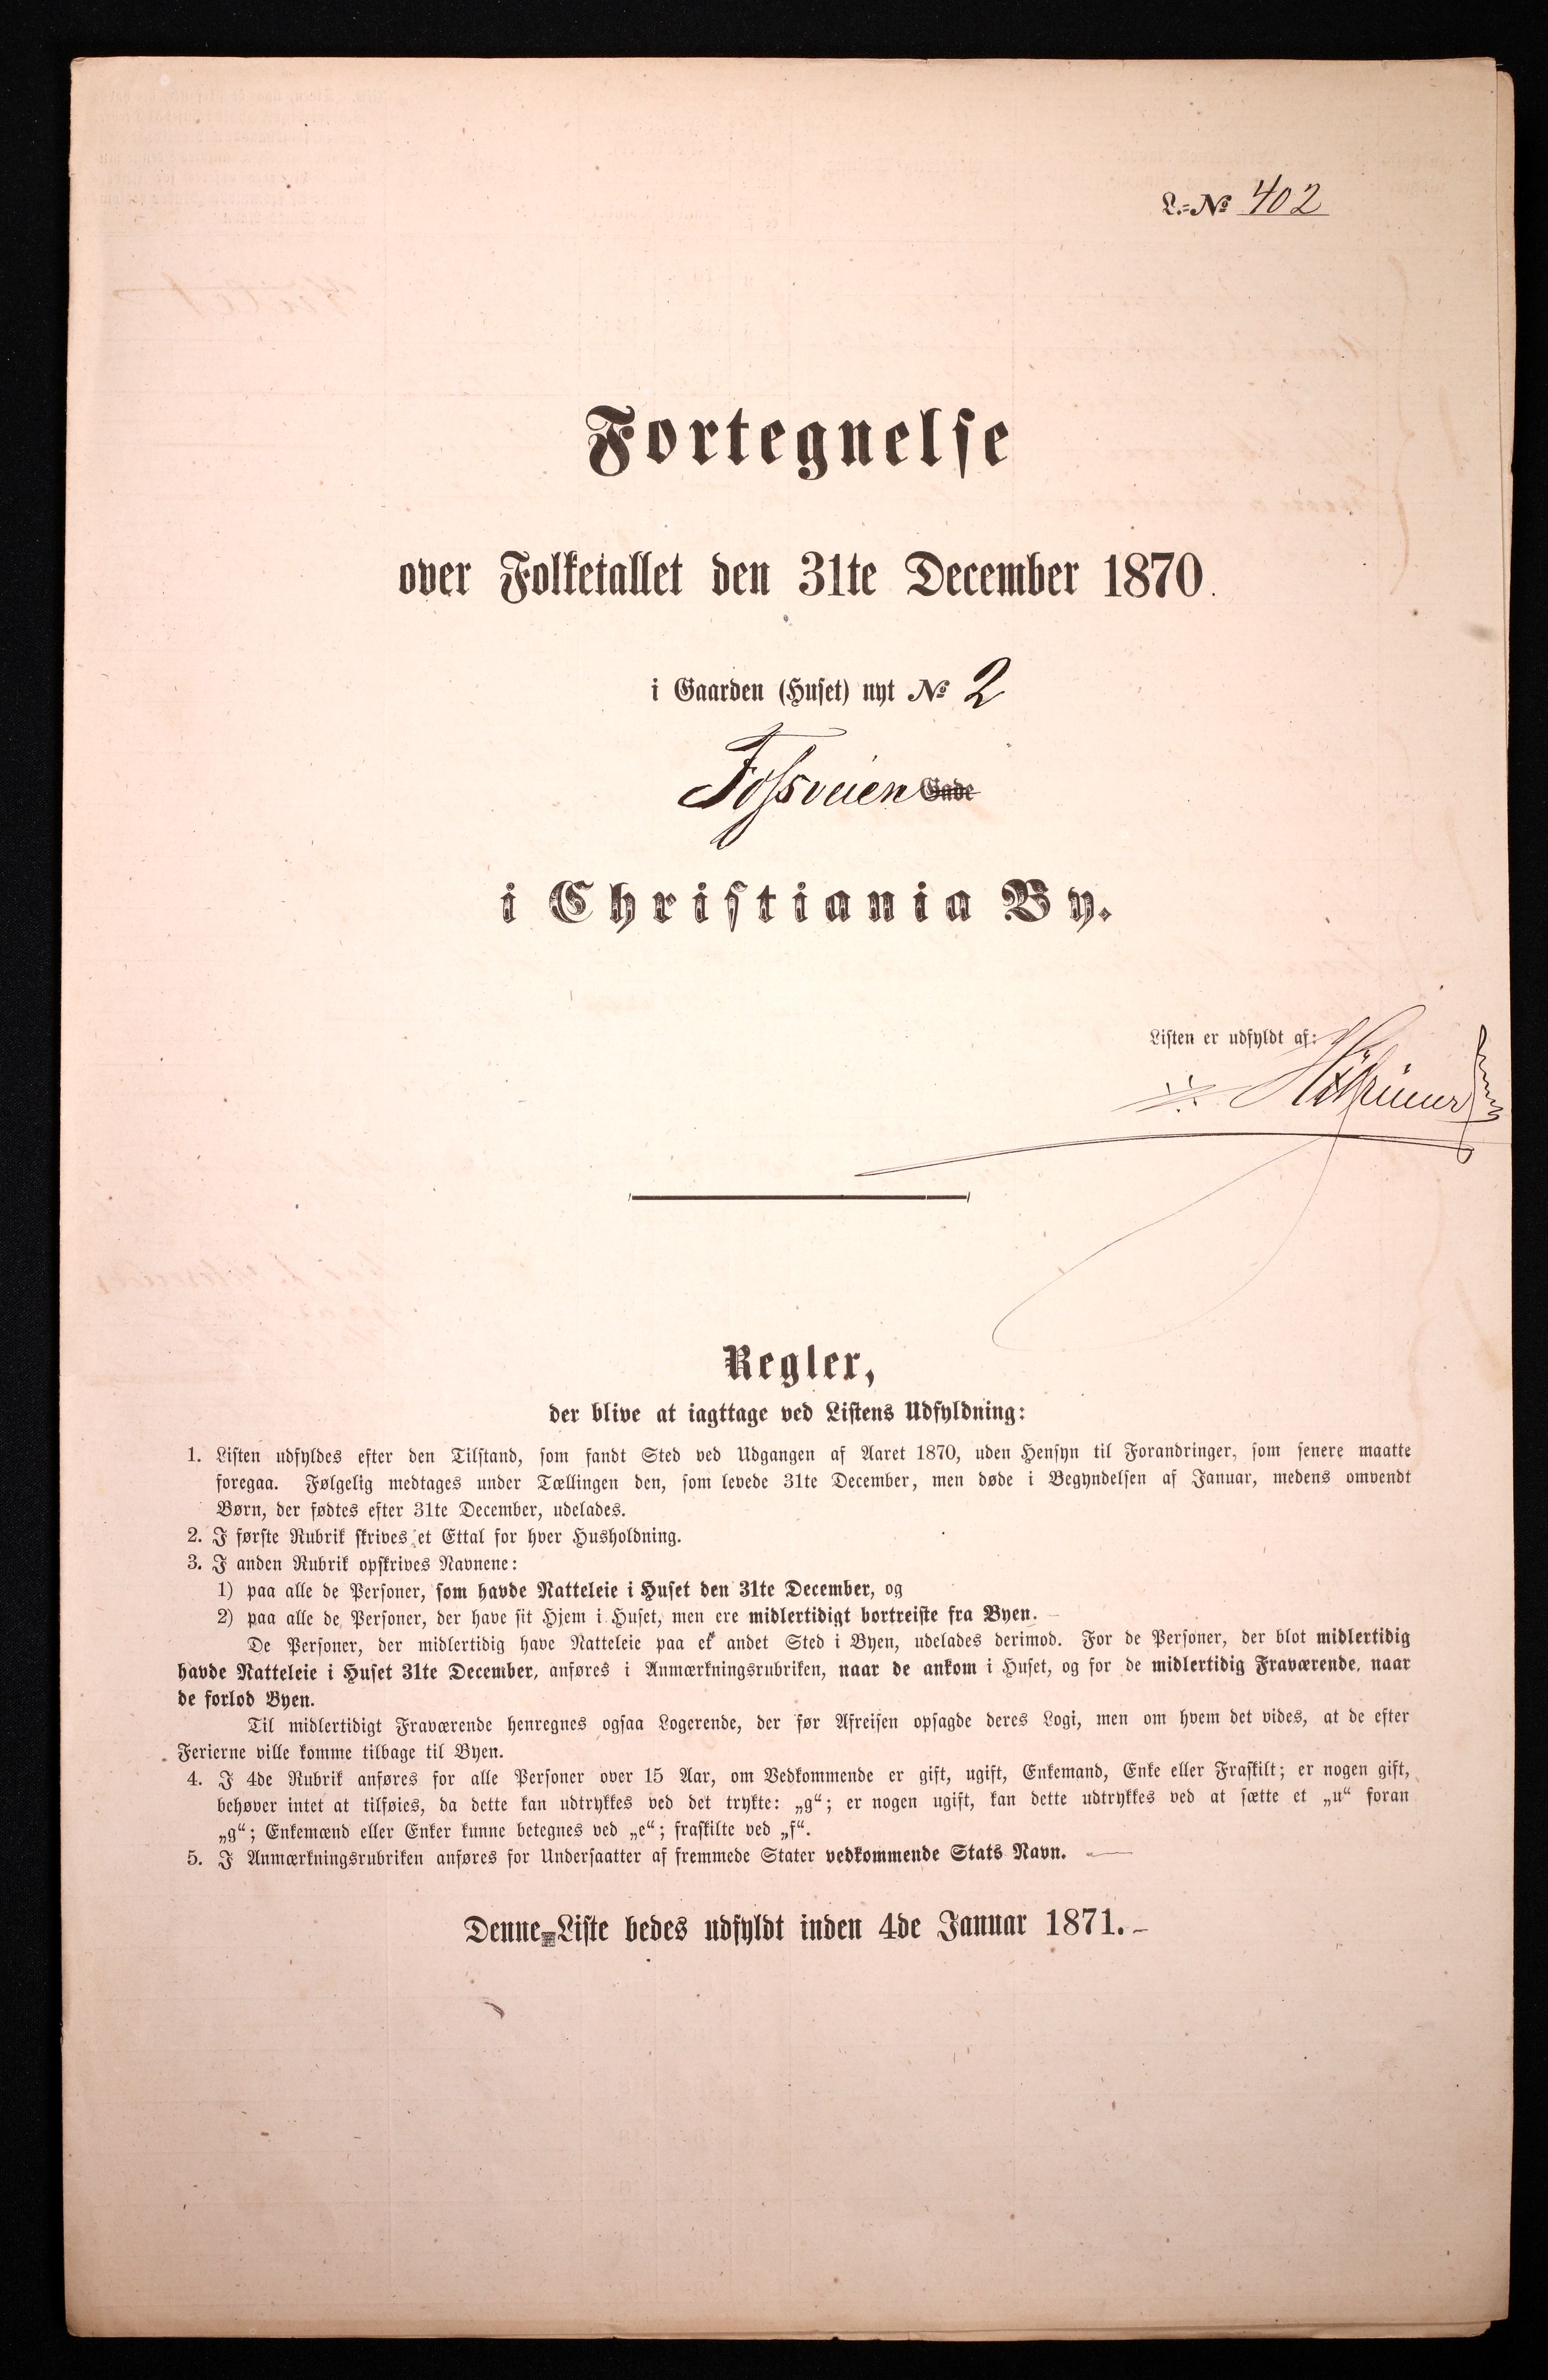 L.=№ 402
Fortegnelse
over Folketallet den 31te December 1870.
i Gaarden (Huset) nyt № 2
Fossveien Gade
i Christiania By.
Listen er udfyldt af:
Regler,
der blive at iagttage ved Listens Udfyldning:
1. Listen udfyldes efter den Tilstand, som fandt Sted ved Udgangen af Aaret 1870, uden Hensyn til Forandringer, som senere maatte
foregaa. Følgelig medtages under Tællingen den, som levede 31te December, men døde i Begyndelsen af Januar, medens omvendt
Børn, der fødtes efter 31te December, udelades.
2. I første Rubrik skrives et Ettal for hver Husholdning.
3. I anden Rubrik opskrives Navnene:
1) paa alle de Personer, som havde Natteleie i Huset den 31te December, og
2) paa alle de Personer, der have sit Hjem i Huset, men ere midlertidigt bortreiste fra Byen.
De Personer, der midlertidig have Natteleie paa et andet Sted i Byen, udelades derimod. For de Personer, der blot midlertidig
havde Natteleie i Huset 31te December, anføres i Anmærkningsrubriken, naar de ankom i Huset, og for de midlertidig Fraværende, naar
de forlod Byen.
Til midlertidigt Fraværende henregnes ogsaa Logerende, der før Afreisen opsagde deres Logi, men om hvem det vides, at de efter
Ferierne ville komme tilbage til Byen.
4. I 4de Rubrik anføres for alle Personer over 15 Aar, om Vedkommende er gift, ugift, Enkemand, Enke eller Fraskilt; er nogen gift,
behøver intet at tilføies, da dette kan udtrykkes ved det trykte: „g“; er nogen ugift, kan dette udtrykkes ved at sætte et „u“ foran
„g“; Enkemænd eller Enker kunne betegnes ved „e“; fraskilte ved „f“.
5. I Anmærkningsrubriken anføres for Undersaatter af fremmede Stater vedkommende Stats Navn.
Denne Liste bedes udfyldt inden 4de Januar 1871.